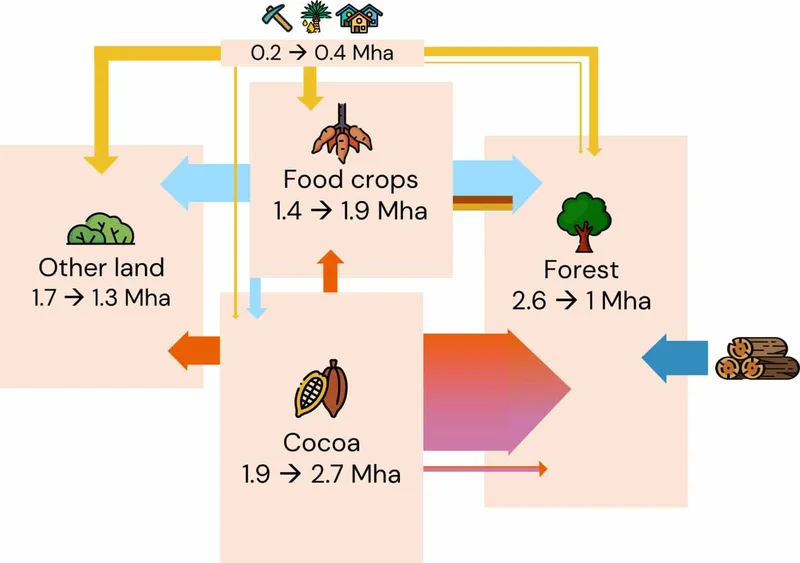 0.2 → 0.4 Mha
Food crops
1.4 → 1.9 Mha
Other land
1.7 → 1.3 Mha
Forest
2.6 → 1 Mha
Cocoa
1.9 → 2.7 Mha